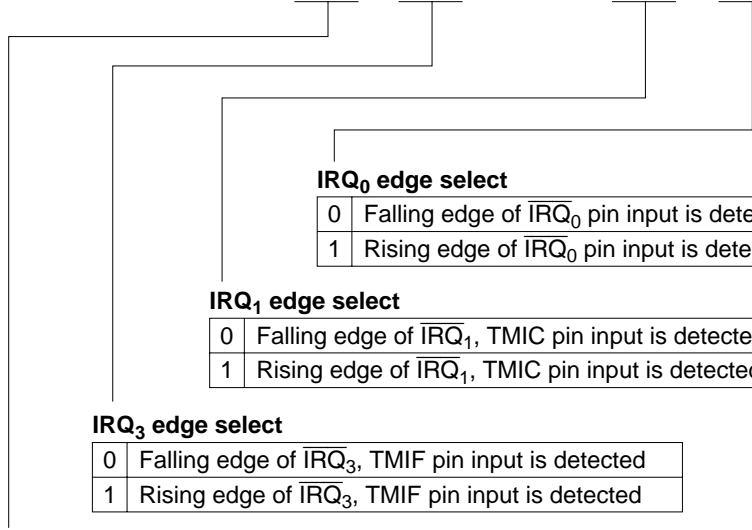 IRQ0 edge select
0 Falling edge of IRQ0 pin input is
1 Rising edge of IRQ0 pin input is
IRQ1 edge select
0 Falling edge of IRQ1, TMIC pin input is
1 Rising edge of IRQ1, TMIC pin input is
IRQ3 edge select
0 Falling edge of IRQ3, TMIF pin input is detected
1 Rising edge of IRQ3, TMIF pin input is detected